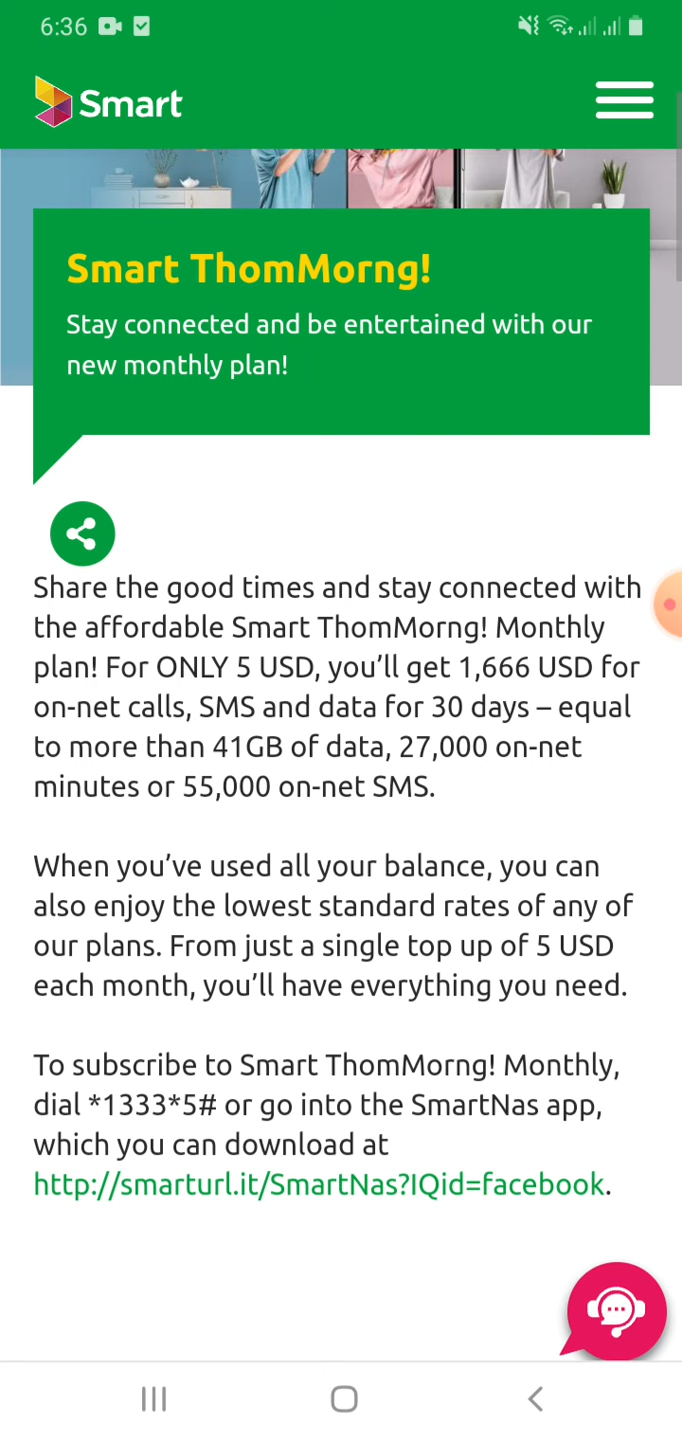 6:36
Smart
Smart ThomMorng!
Stay connected and be entertained with our
new monthly plan!
Share the good times and stay connected with
the affordable Smart ThomMorng! Monthly
plan! For ONLY 5 USD, you’ll get 1,666 USD for
on-net calls, SMS and data for 30 days – equal
to more than 41GB of data, 27,000 on-net
minutes or 55,000 on-net SMS.
When you’ve used all your balance, you can
also enjoy the lowest standard rates of any of
our plans. From just a single top up of 5 USD
each month, you’ll have everything you need.
To subscribe to Smart ThomMorng! Monthly,
dial *1333*5# or go into the SmartNas app,
which you can download at
http://smarturl.it/SmartNas?IQid=facebook.